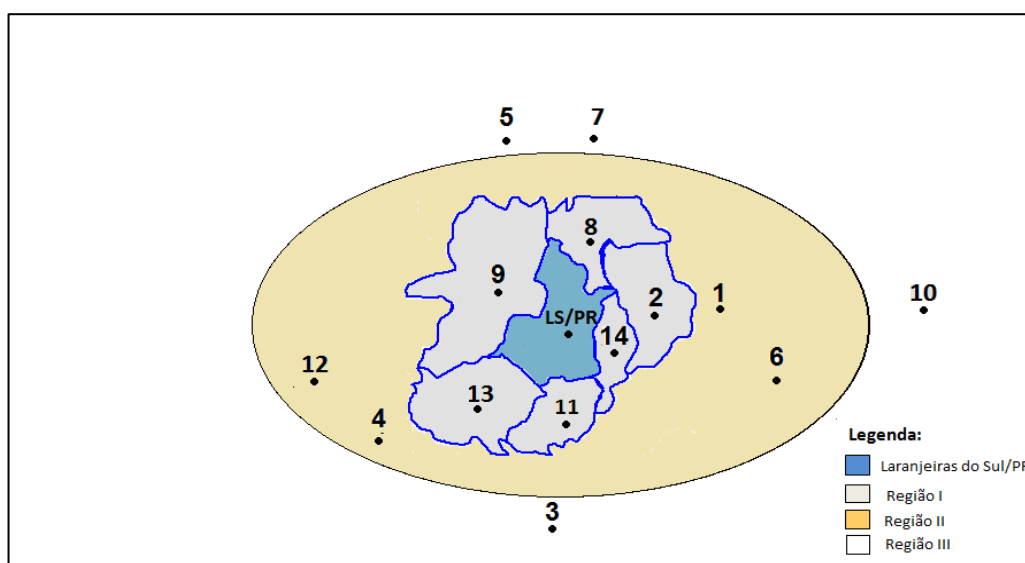 5
7
8
9
2
1
10
LS/PR
14
12
6
13
11
4
Legenda:
Laranjeiras do Sul/PR
Região I
3
Região II
Região III